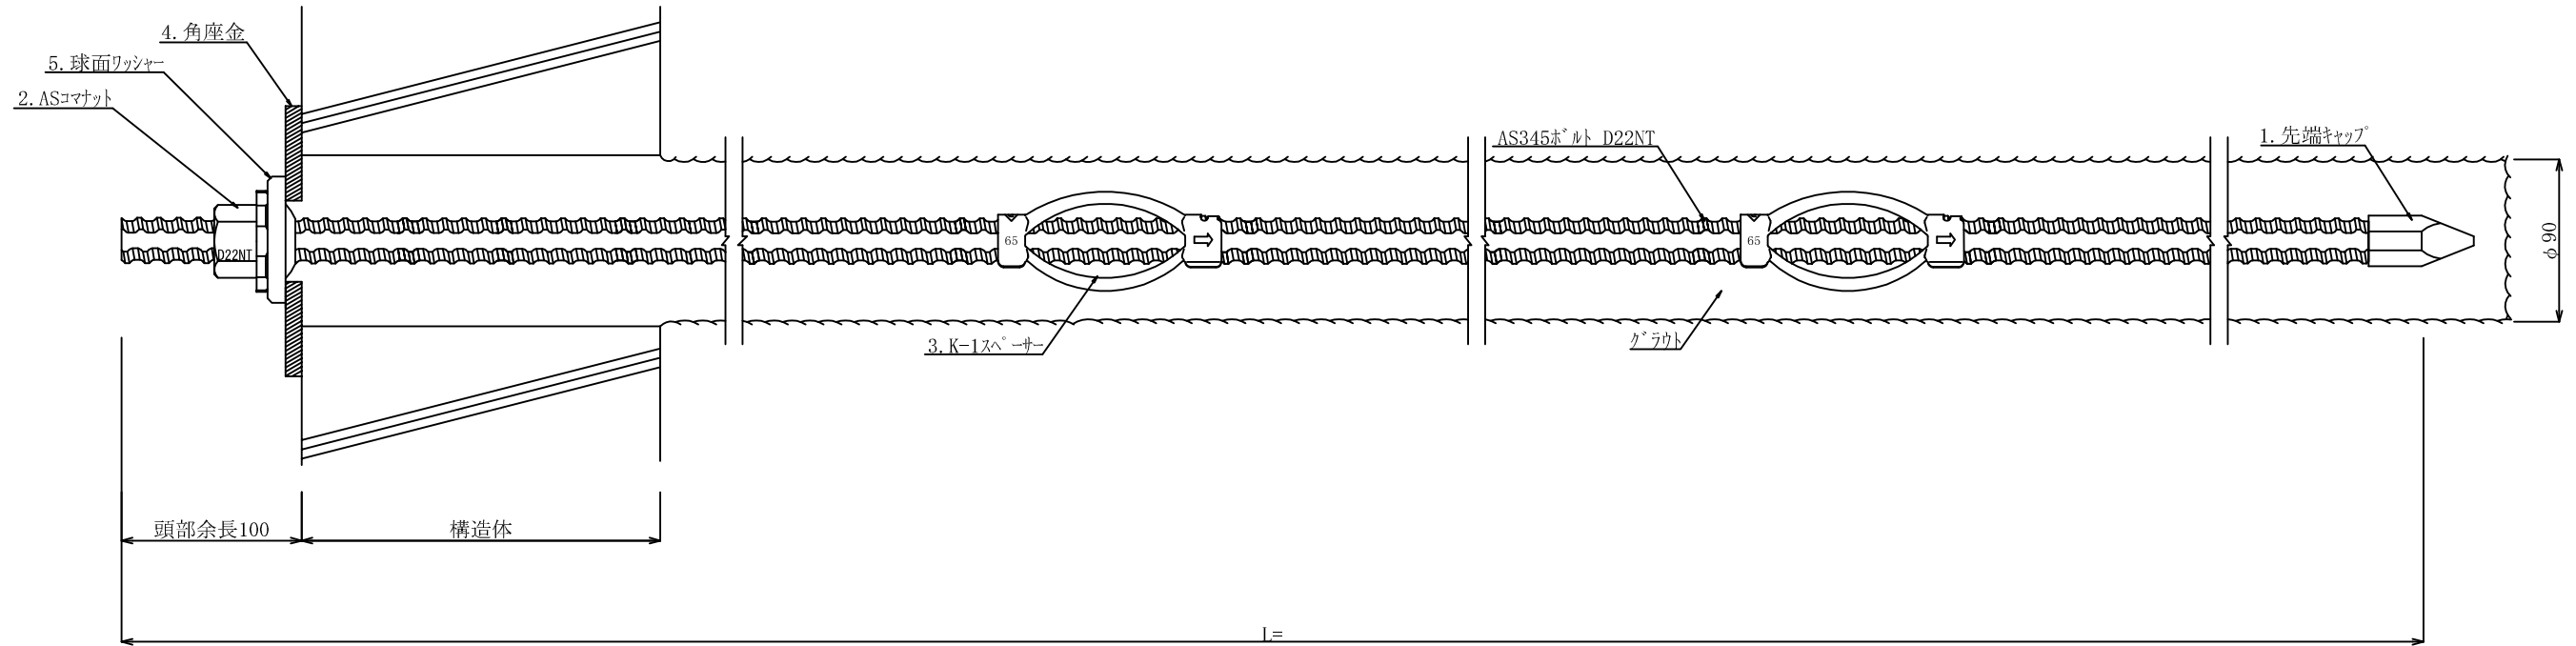 4.角座金
5.球面ワッシャー
2.ASコマナット
AS345ボルト D22NT
1.先端キャップ
D22NT
65
65
φ90
3.K-1スペーサー
グラウト
頭部余長100
構造体
L=